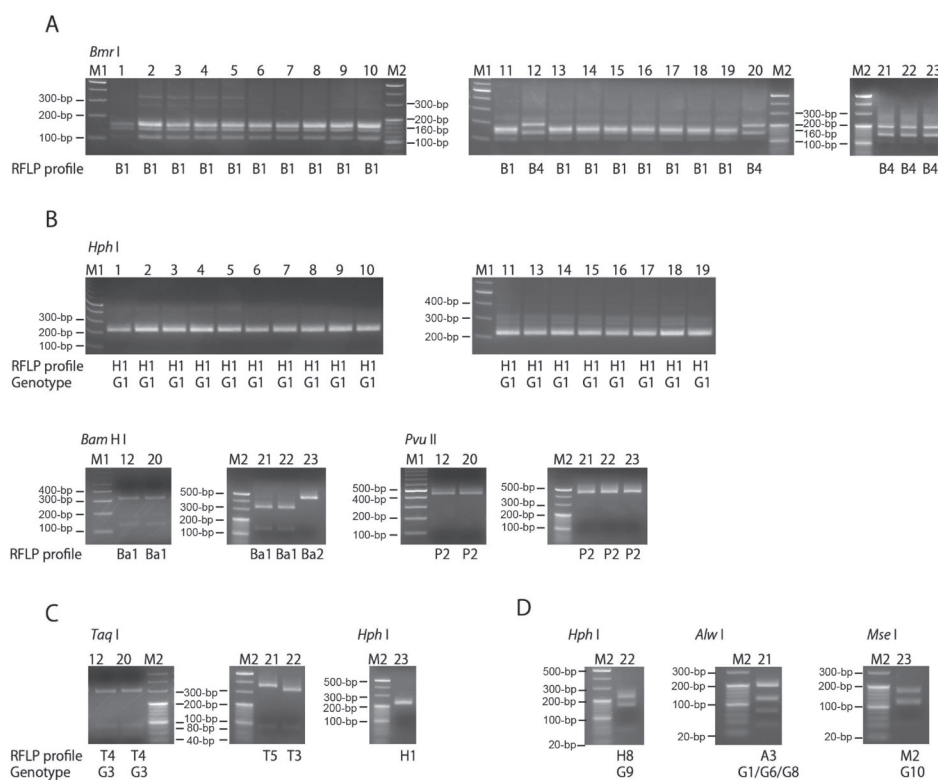 A
Bmr I
M1 1 2 3 4 5 6 7 8 9 10 M2
300-bp
200-bp
100-bp
300-bp
200-bp
160-bp
100-bp
M1 11 12 13 14 15 16 17 18 19 20 M2
300-bp
200-bp
160-bp
100-bp
M2 21 22 23
RFLP profile B1 B1 B1 B1 B1 B1 B1 B1 B1 B1 B1 B4 B1 B1 B1 B1 B1 B1 B1 B4 B4 B4 B4
B
Hph I
M1 1 2 3 4 5 6 7 8 9 10
300-bp
200-bp
100-bp
M1 11 13 14 15 16 17 18 19
400-bp
300-bp
200-bp
RFLP profile H1 H1 H1 H1 H1 H1 H1 H1 H1 H1 H1 H1 H1 H1 H1 H1 H1 H1
Genotype G1 G1 G1 G1 G1 G1 G1 G1 G1 G1 G1 G1 G1 G1 G1 G1 G1 G1
Bam H I
M1 12 20
400-bp
300-bp
200-bp
100-bp
M2 21 22 23
500-bp
300-bp
200-bp
100-bp
Pvu II
M1 12 20
500-bp
400-bp
200-bp
100-bp
M2 21 22 23
500-bp
300-bp
200-bp
100-bp
RFLP profile Ba1 Ba1 Ba1 Ba1 Ba2 P2 P2 P2 P2 P2
C
Taq I
12 20 M2
300-bp
200-bp
100-bp
80-bp
40-bp
21 22
Hph I
M2 23
500-bp
300-bp
200-bp
100-bp
RFLP profile T4 T4 T5 T3 H1
Genotype G3 G3
D
Hph I
M2 22
500-bp
300-bp
200-bp
100-bp
20-bp
Alw I
M2 21
300-bp
200-bp
100-bp
20-bp
Mse I
M2 23
300-bp
200-bp
100-bp
20-bp
RFLP profile H8 A3 M2
Genotype G9 G1/G6/G8 G10